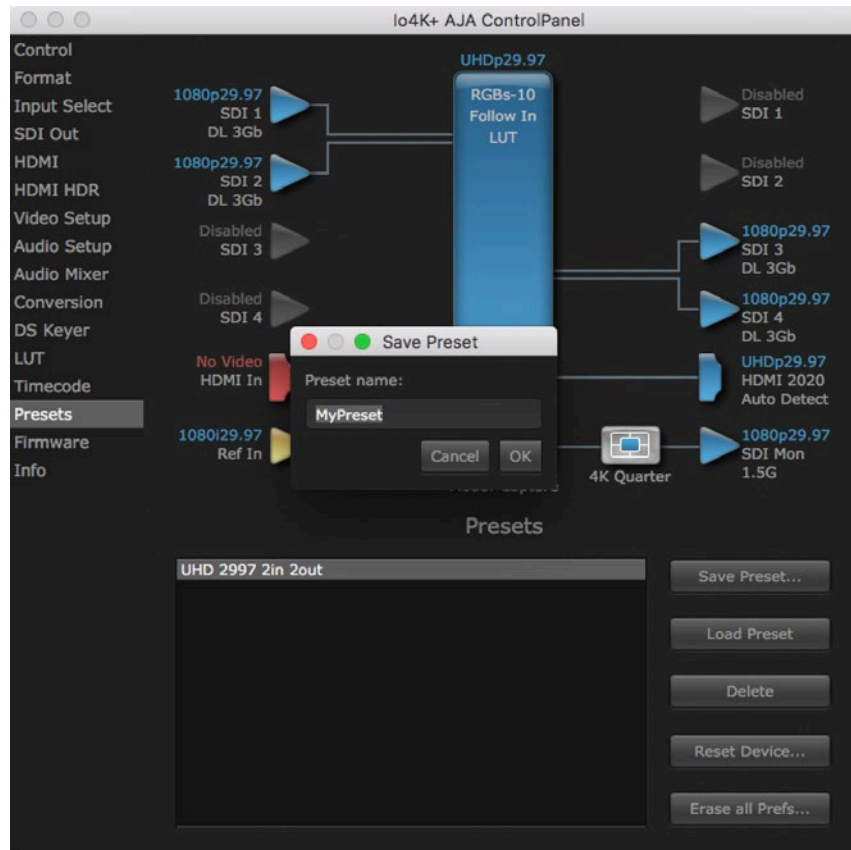 Io4K+ AJA ControlPanel
Control
Format
Input Select
SDI Out
HDMI
HDMI HDR
Video Setup
Audio Setup
Audio Mixer
Conversion
DS Keyer
LUT
Timecode
Presets
Firmware
Info
1080p29.97
SDI 1
DL 3Gb
1080p29.97
SDI 2
DL 3Gb
Disabled
SDI 3
Disabled
SDI 4
No Video
HDMI In
1080i29.97
Ref In
UHDp29.97
RGBs-10
Follow In
LUT
Disabled
SDI 1
Disabled
SDI 2
1080p29.97
SDI 3
DL 3Gb
1080p29.97
SDI 4
DL 3Gb
UHDp29.97
HDMI 2020
Auto Detect
1080p29.97
SDI Mon
1.5G
4K Quarter
Save Preset
Preset name:
MyPreset
Cancel
OK
Presets
UHD 2997 2in 2out
Save Preset...
Load Preset
Delete
Reset Device...
Erase all Prefs...